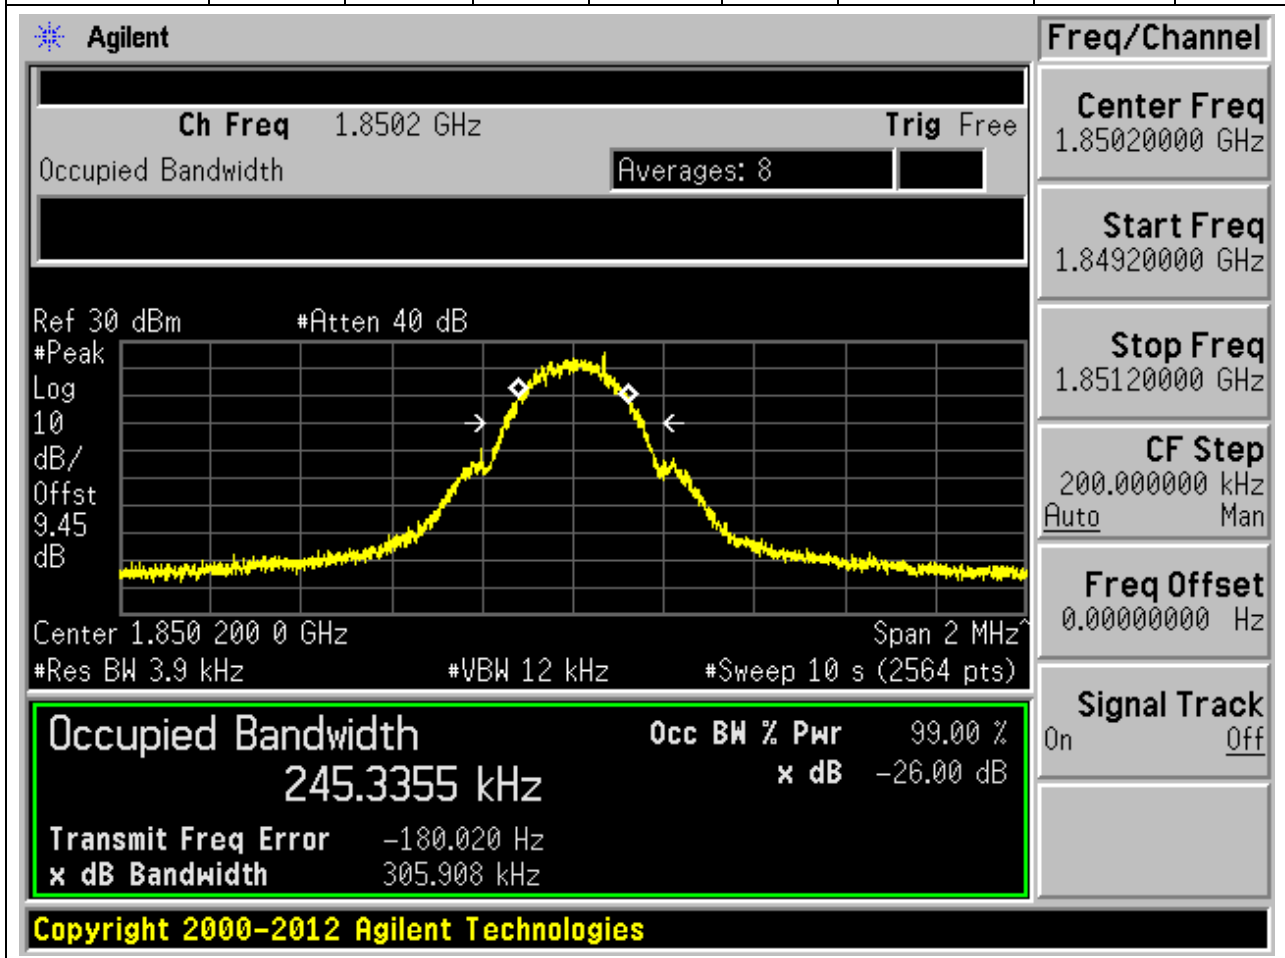 Agilent
Freq/Channel
Ch Freq 1.8502 GHz Trig Free
Occupied Bandwidth Averages: 8
Center Freq
1.85020000 GHz
Start Freq
1.84920000 GHz
Stop Freq
1.85120000 GHz
CF Step
200.000000 kHz
Auto Man
Freq Offset
0.00000000 Hz
Signal Track
On Off
Ref 30 dBm #Atten 40 dB
#Peak
Log
10
dB/
Offst
9.45
dB
Center 1.850 200 0 GHz Span 2 MHz^
#Res BW 3.9 kHz #VBW 12 kHz #Sweep 10 s (2564 pts)
Occupied Bandwidth Occ BW % Pwr 99.00 %
245.3355 kHz x dB -26.00 dB
Transmit Freq Error -180.020 Hz
x dB Bandwidth 305.908 kHz
Copyright 2000-2012 Agilent Technologies